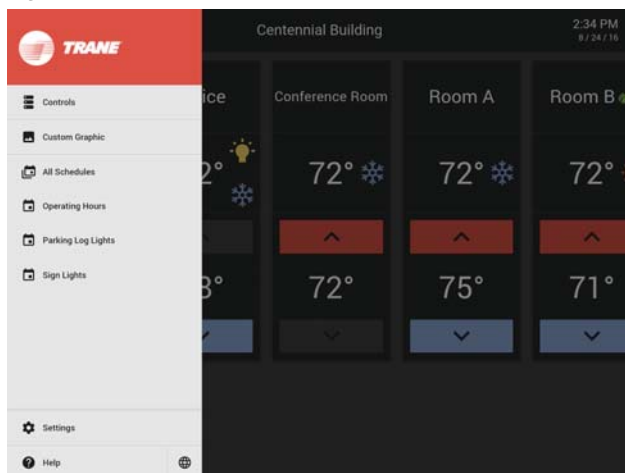 TRANE
Centennial Building
2:34 PM
8 / 24 / 16
Controls
Custom Graphic
All Schedules
Operating Hours
Parking Log Lights
Sign Lights
Settings
Help
ice
2°
8°
Conference Room
72°
72°
Room A
72°
75°
Room B
72°
71°